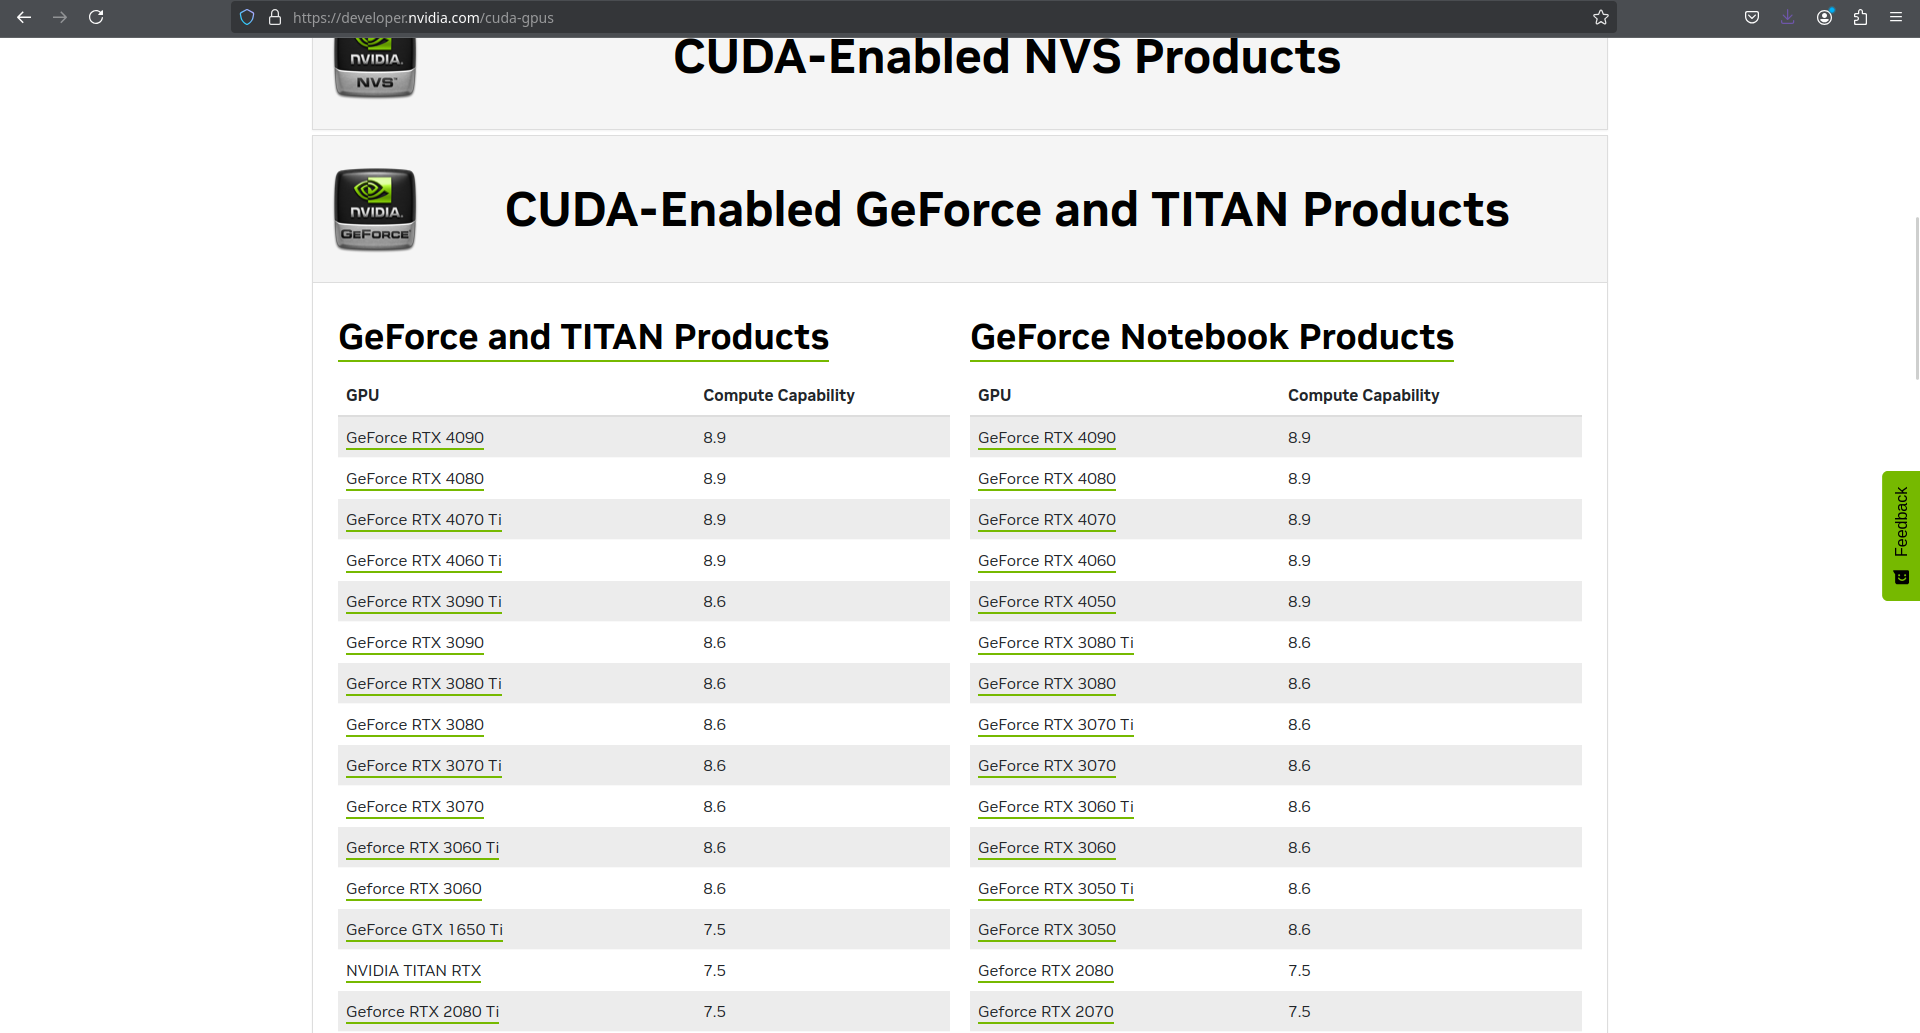 https://developer.nvidia.com/cuda-gpus
NVIDIA.
NVS™
CUDA-Enabled NVS Products
NVIDIA.
GEFORCE
CUDA-Enabled GeForce and TITAN Products
GeForce and TITAN Products
GPU Compute Capability
GeForce RTX 4090 8.9
GeForce RTX 4080 8.9
GeForce RTX 4070 Ti 8.9
GeForce RTX 4060 Ti 8.9
GeForce RTX 3090 Ti 8.6
GeForce RTX 3090 8.6
GeForce RTX 3080 Ti 8.6
GeForce RTX 3080 8.6
GeForce RTX 3070 Ti 8.6
GeForce RTX 3070 8.6
Geforce RTX 3060 Ti 8.6
Geforce RTX 3060 8.6
GeForce GTX 1650 Ti 7.5
NVIDIA TITAN RTX 7.5
Geforce RTX 2080 Ti 7.5
GeForce Notebook Products
GPU Compute Capability
GeForce RTX 4090 8.9
GeForce RTX 4080 8.9
GeForce RTX 4070 8.9
GeForce RTX 4060 8.9
GeForce RTX 4050 8.9
GeForce RTX 3080 Ti 8.6
GeForce RTX 3080 8.6
GeForce RTX 3070 Ti 8.6
GeForce RTX 3070 8.6
GeForce RTX 3060 Ti 8.6
GeForce RTX 3060 8.6
GeForce RTX 3050 Ti 8.6
GeForce RTX 3050 8.6
Geforce RTX 2080 7.5
Geforce RTX 2070 7.5
Feedback